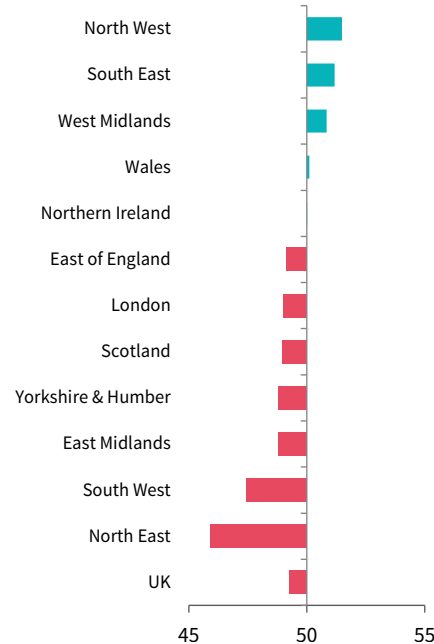 North West
South East
West Midlands
Wales
Northern Ireland
East of England
London
Scotland
Yorkshire & Humber
East Midlands
South West
North East
UK
45 50 55